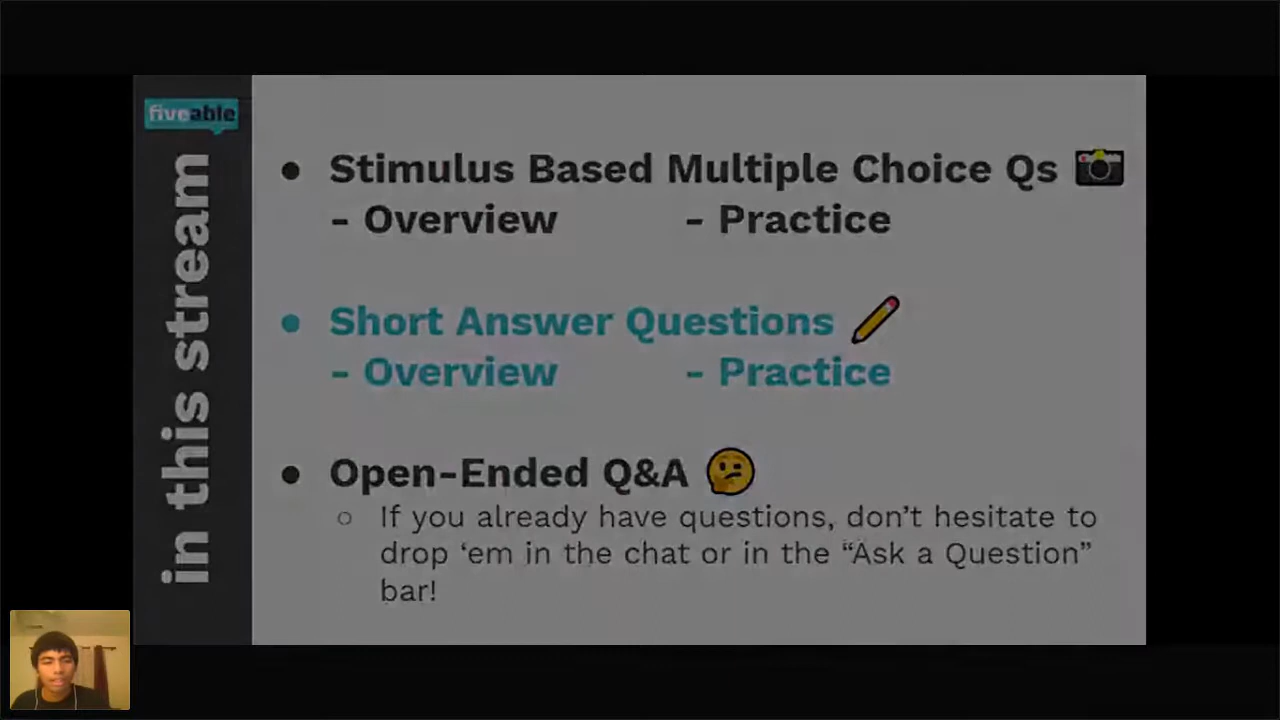 fiveable
in this stream
● Stimulus Based Multiple Choice Qs
- Overview - Practice
● Short Answer Questions
- Overview - Practice
● Open-Ended Q&A
○ If you already have questions, don’t hesitate to
drop ‘em in the chat or in the “Ask a Question”
bar!